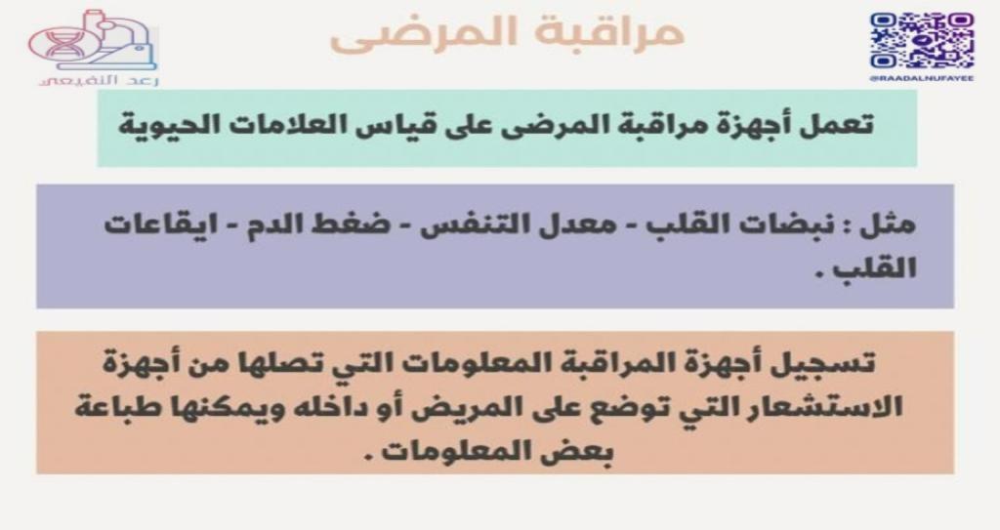 مراقبة المرضى
رعد النفيعي
@RAADALNUFAYEE
تعمل أجهزة مراقبة المرضى على قياس العلامات الحيوية
مثل : نبضات القلب - معدل التنفس - ضغط الدم - ايقاعات
القلب .
تسجيل أجهزة المراقبة المعلومات التي تصلها من أجهزة
الاستشعار التي توضع على المريض أو داخله ويمكنها طباعة
بعض المعلومات .